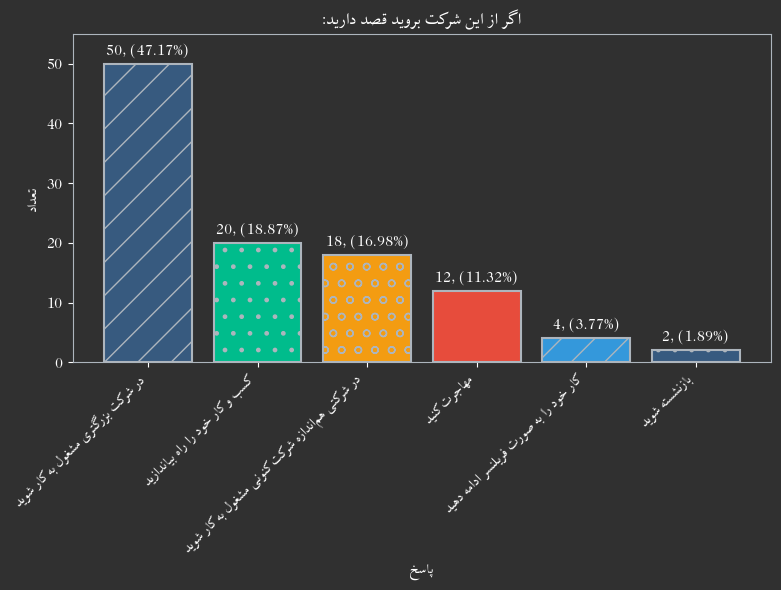 اگر از این شرکت بروید قصد دارید:
تعداد
50
40
30
20
10
0
50, (47.17%)
20, (18.87%)
18, (16.98%)
12, (11.32%)
4, (3.77%)
2, (1.89%)
در شرکت بزرگتری مشغول به کار شوید
کسب و کار خود را راه بیاندازید
در شرکتی هم‌اندازه شرکت کنونی مشغول به کار شوید
مهاجرت کنید
کار خود را به صورت فریلنسر ادامه دهید
بازنشسته شوید
پاسخ